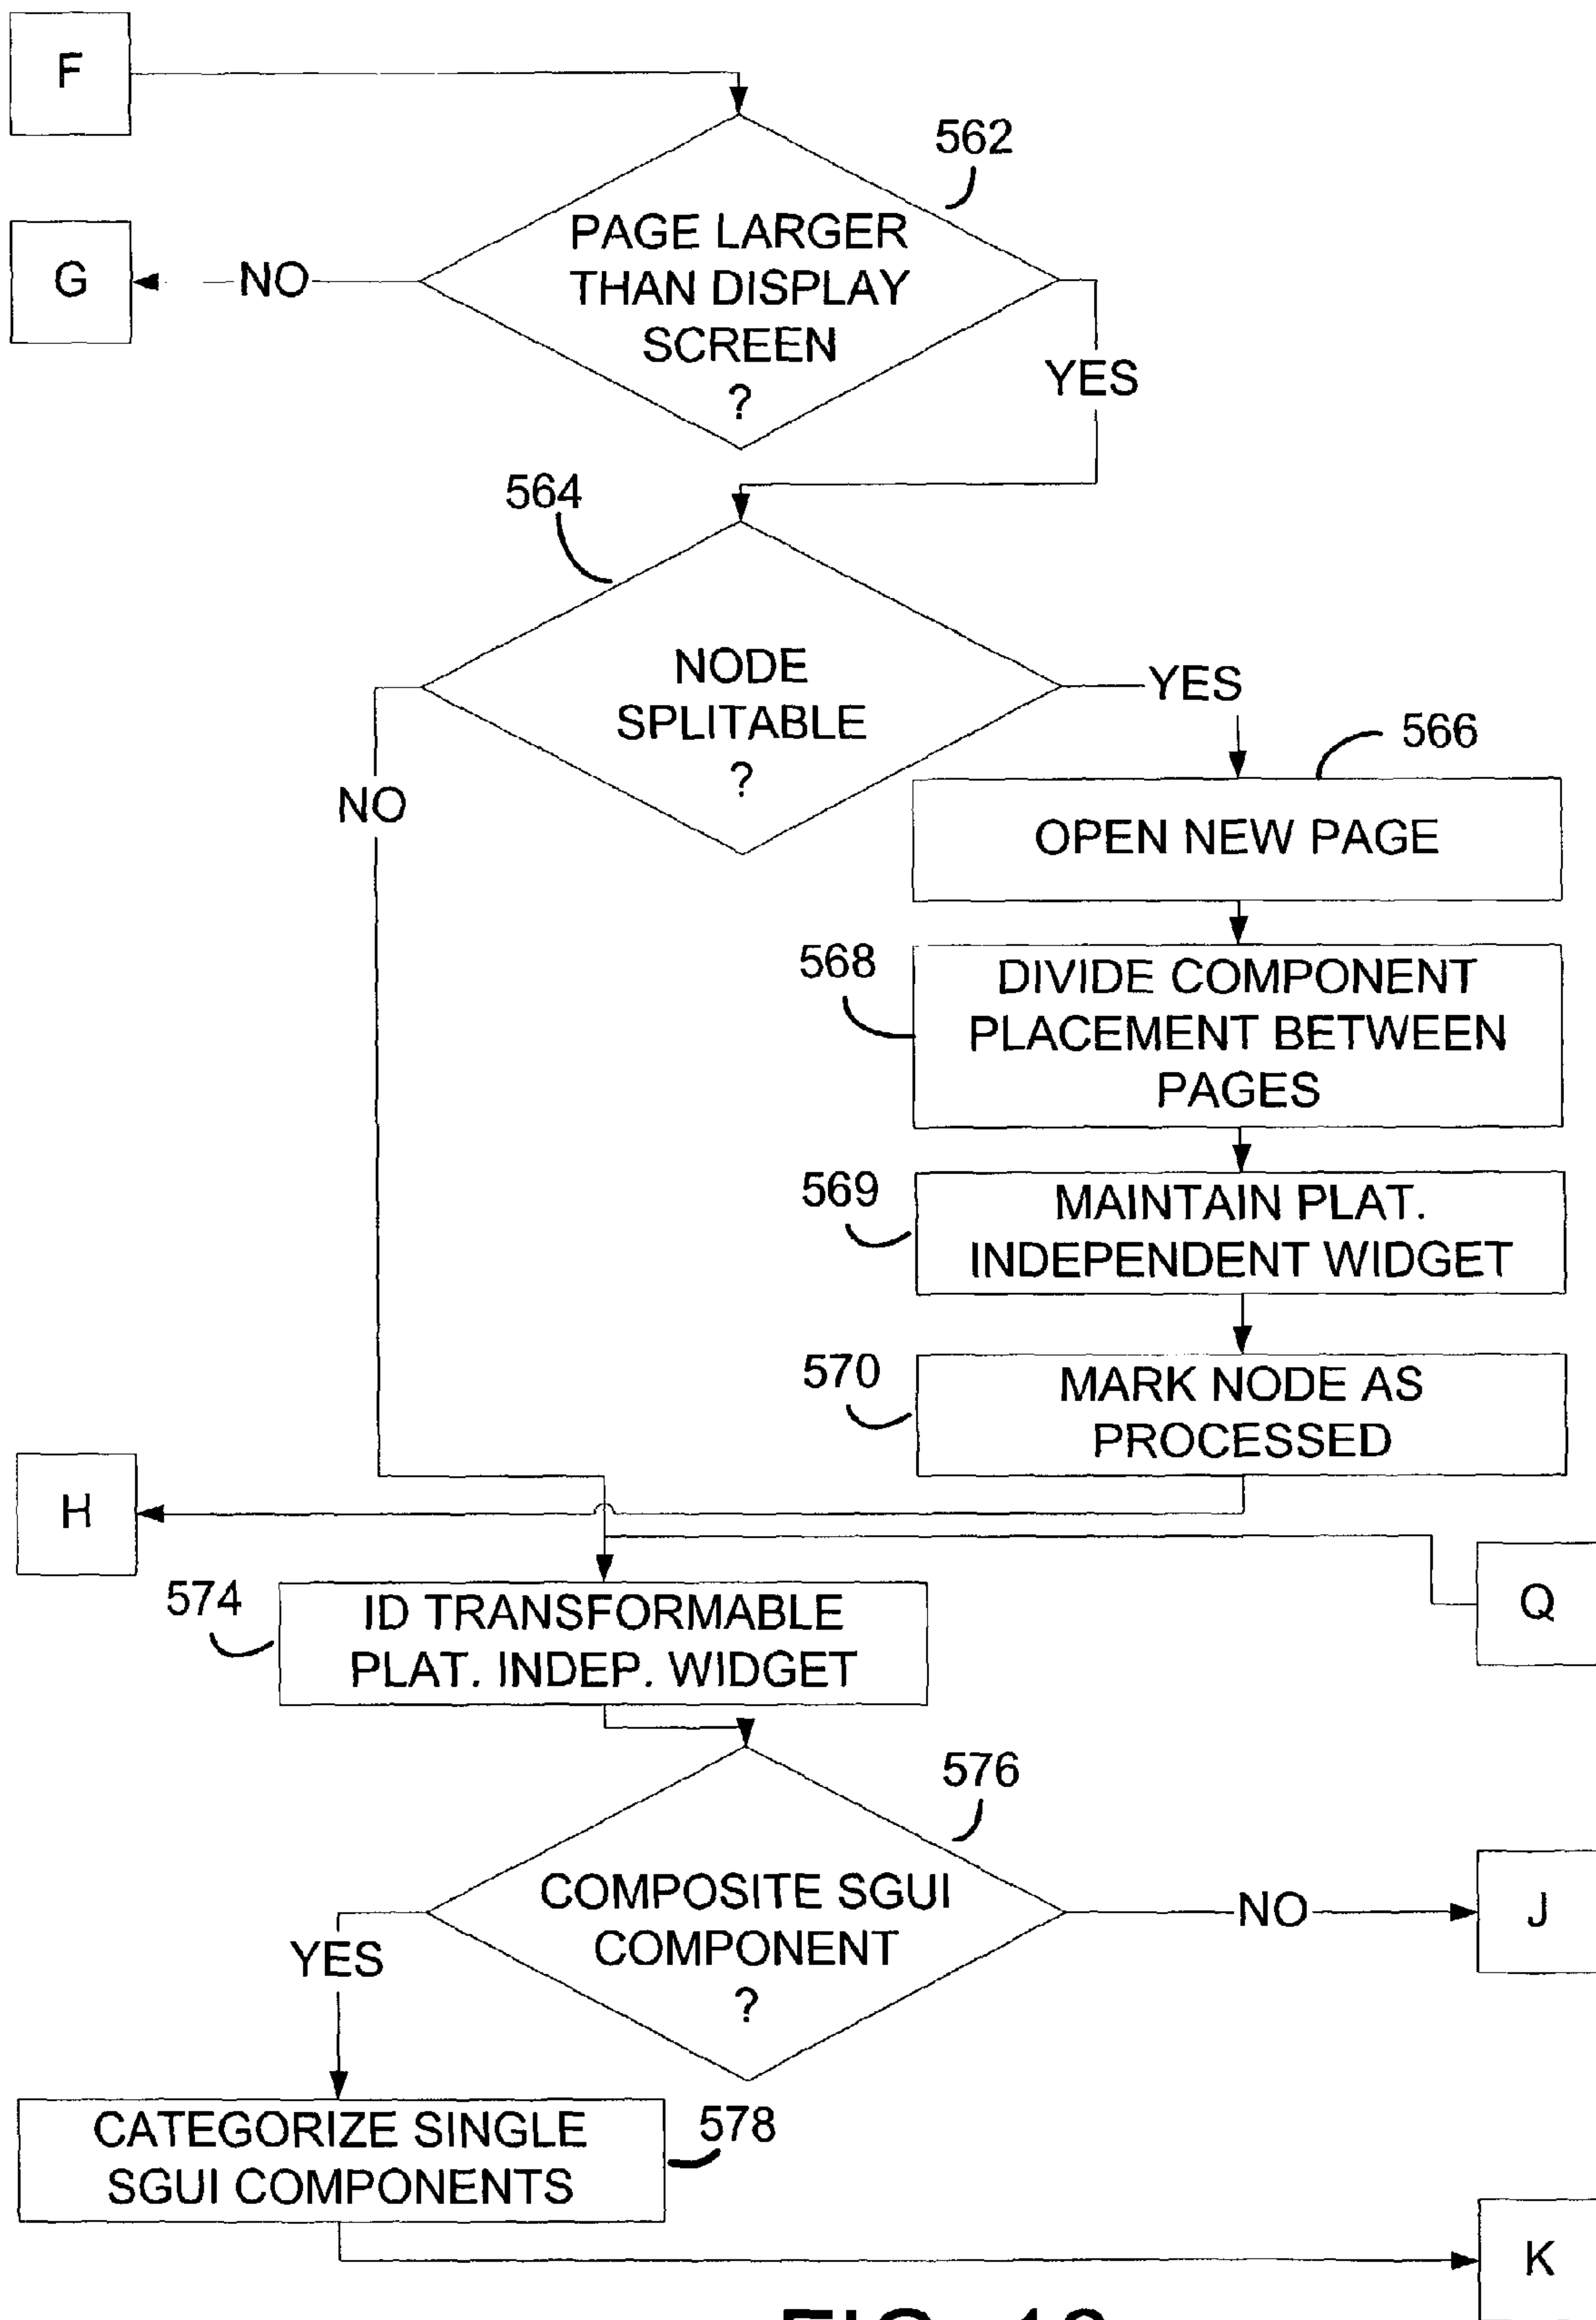 F
562
PAGE LARGER
THAN DISPLAY
SCREEN
?
G
NO
YES
564
NODE
SPLITABLE
?
YES
NO
566
OPEN NEW PAGE
568
DIVIDE COMPONENT
PLACEMENT BETWEEN
PAGES
569
MAINTAIN PLAT.
INDEPENDENT WIDGET
570
MARK NODE AS
PROCESSED
H
Q
574
ID TRANSFORMABLE
PLAT. INDEP. WIDGET
576
COMPOSITE SGUI
COMPONENT
?
NO
J
YES
578
CATEGORIZE SINGLE
SGUI COMPONENTS
K